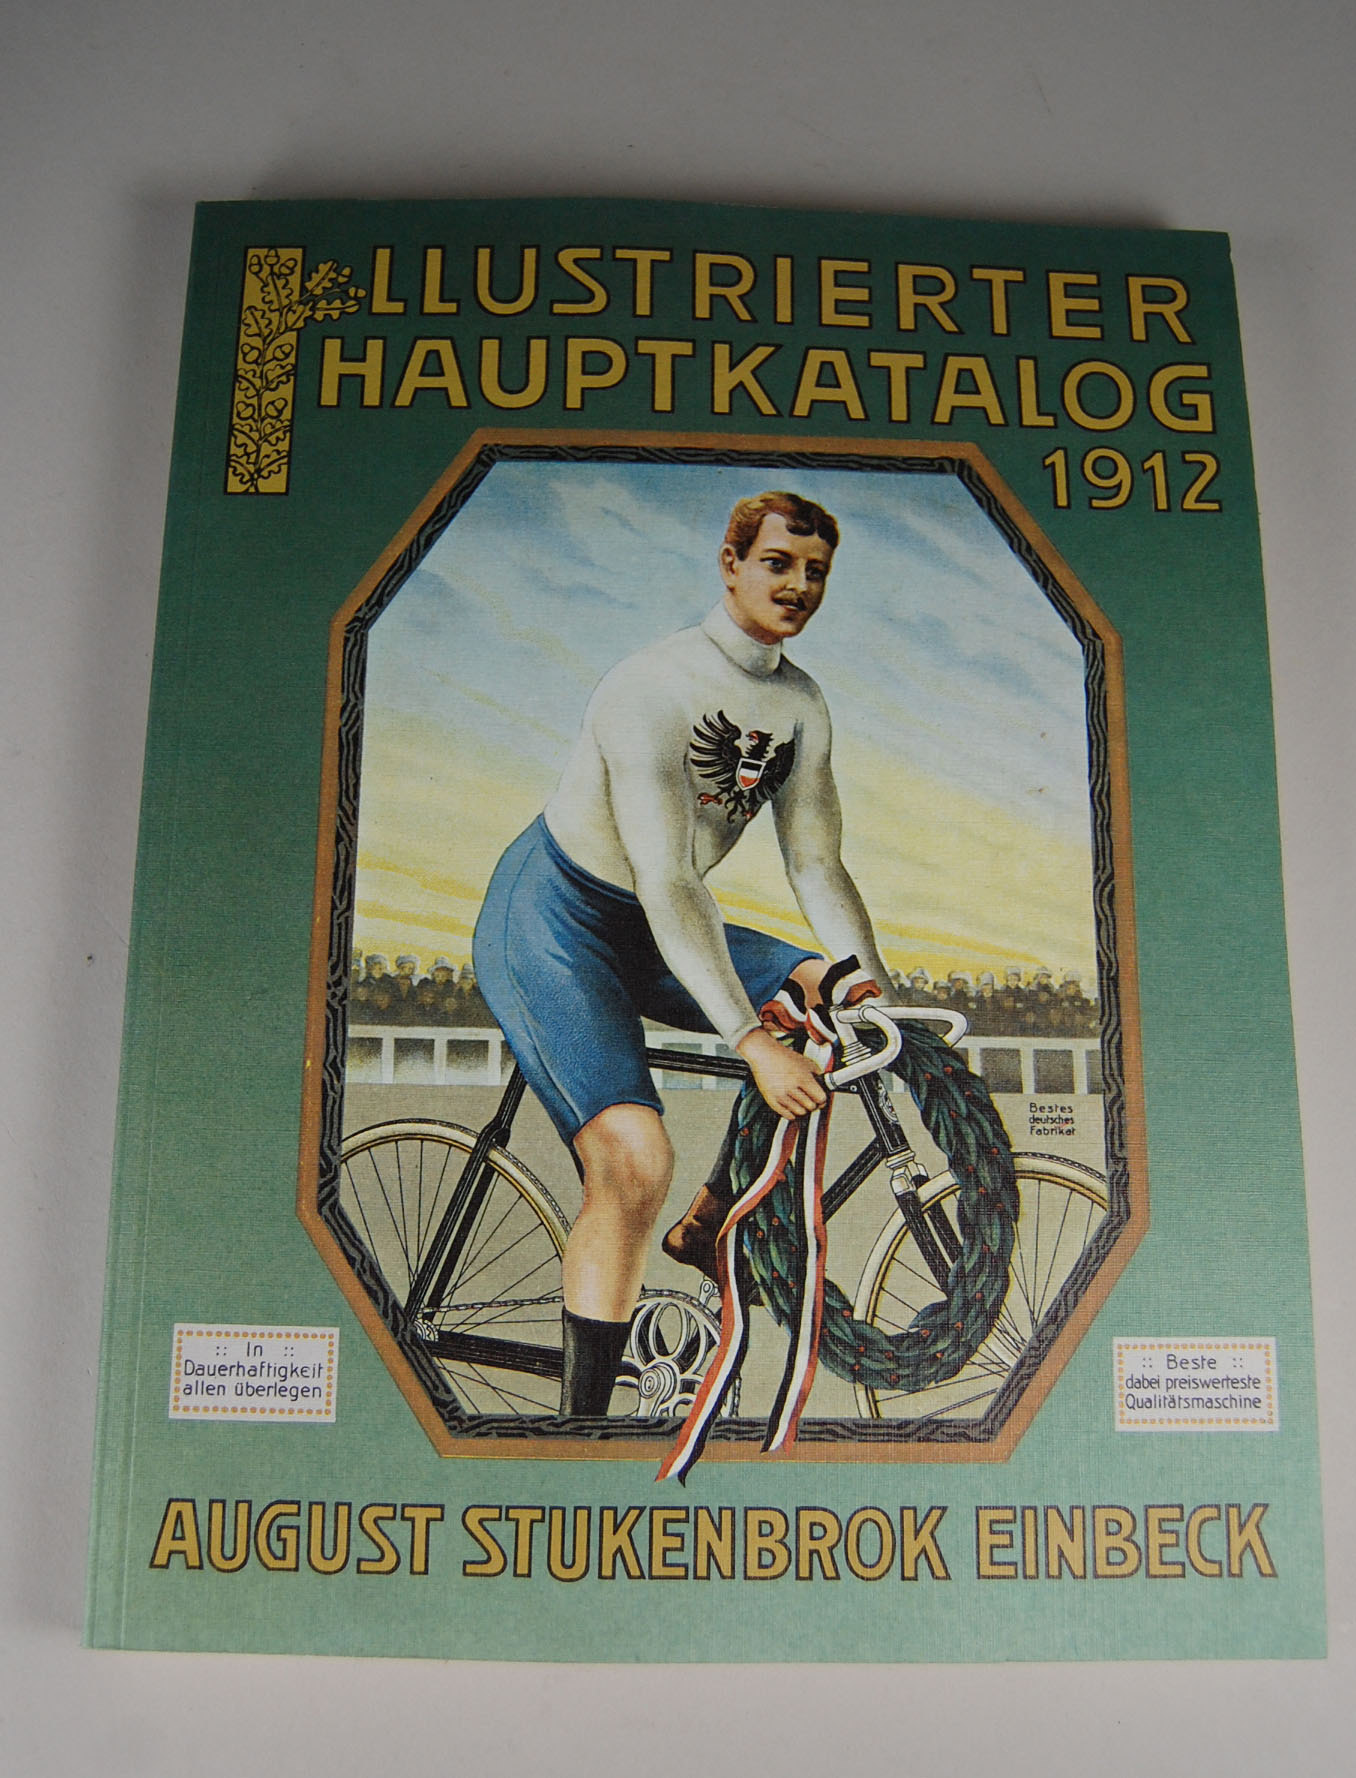 ILLUSTRIERTER
HAUPTKATALOG
1912
Bestes
deutsches
Fabrikat
:: In ::
Dauerhaftigkeit
allen überlegen
:: Beste ::
dabei preiswerteste
Qualitätsmaschine
AUGUST STUKENBROK EINBECK